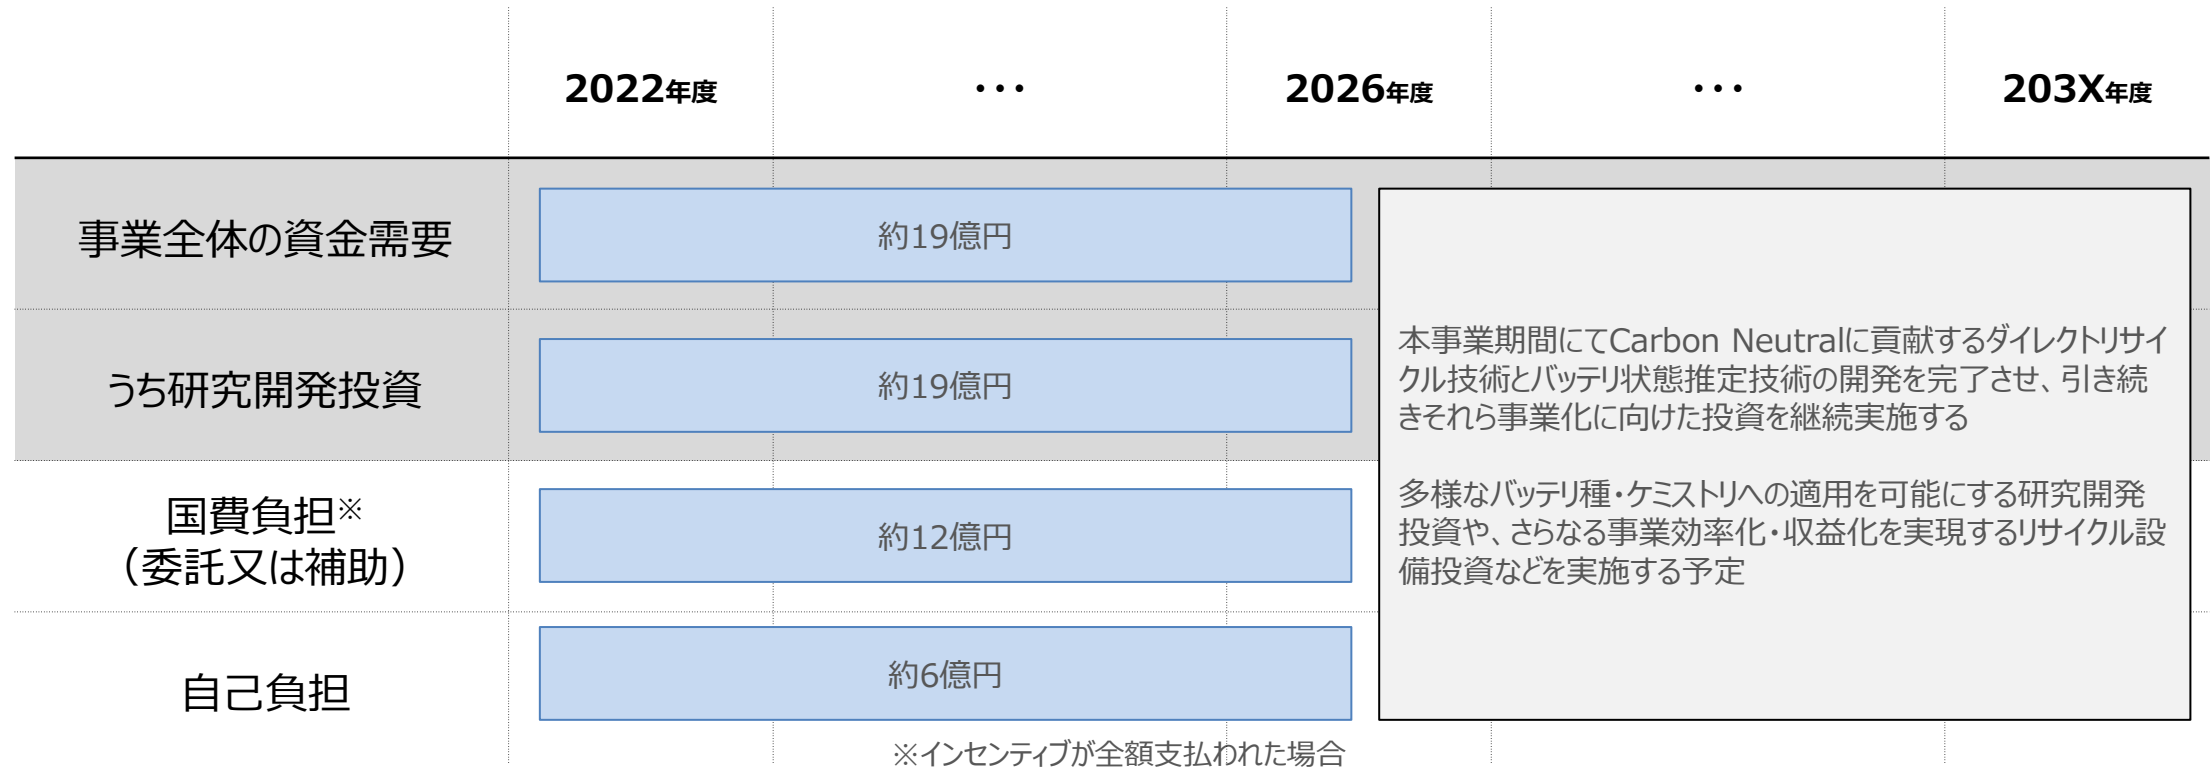 2022年度 ・・・ 2026年度 ・・・ 203X年度
事業全体の資金需要
約19億円
うち研究開発投資
約19億円
国費負担※
（委託又は補助）
約12億円
自己負担
約6億円
本事業期間にてCarbon Neutralに貢献するダイレクトリサイ
クル技術とバッテリ状態推定技術の開発を完了させ、引き続
きそれら事業化に向けた投資を継続実施する
多様なバッテリ種・ケミストリへの適用を可能にする研究開発
投資や、さらなる事業効率化・収益化を実現するリサイクル設
備投資などを実施する予定
※インセンティブが全額支払われた場合